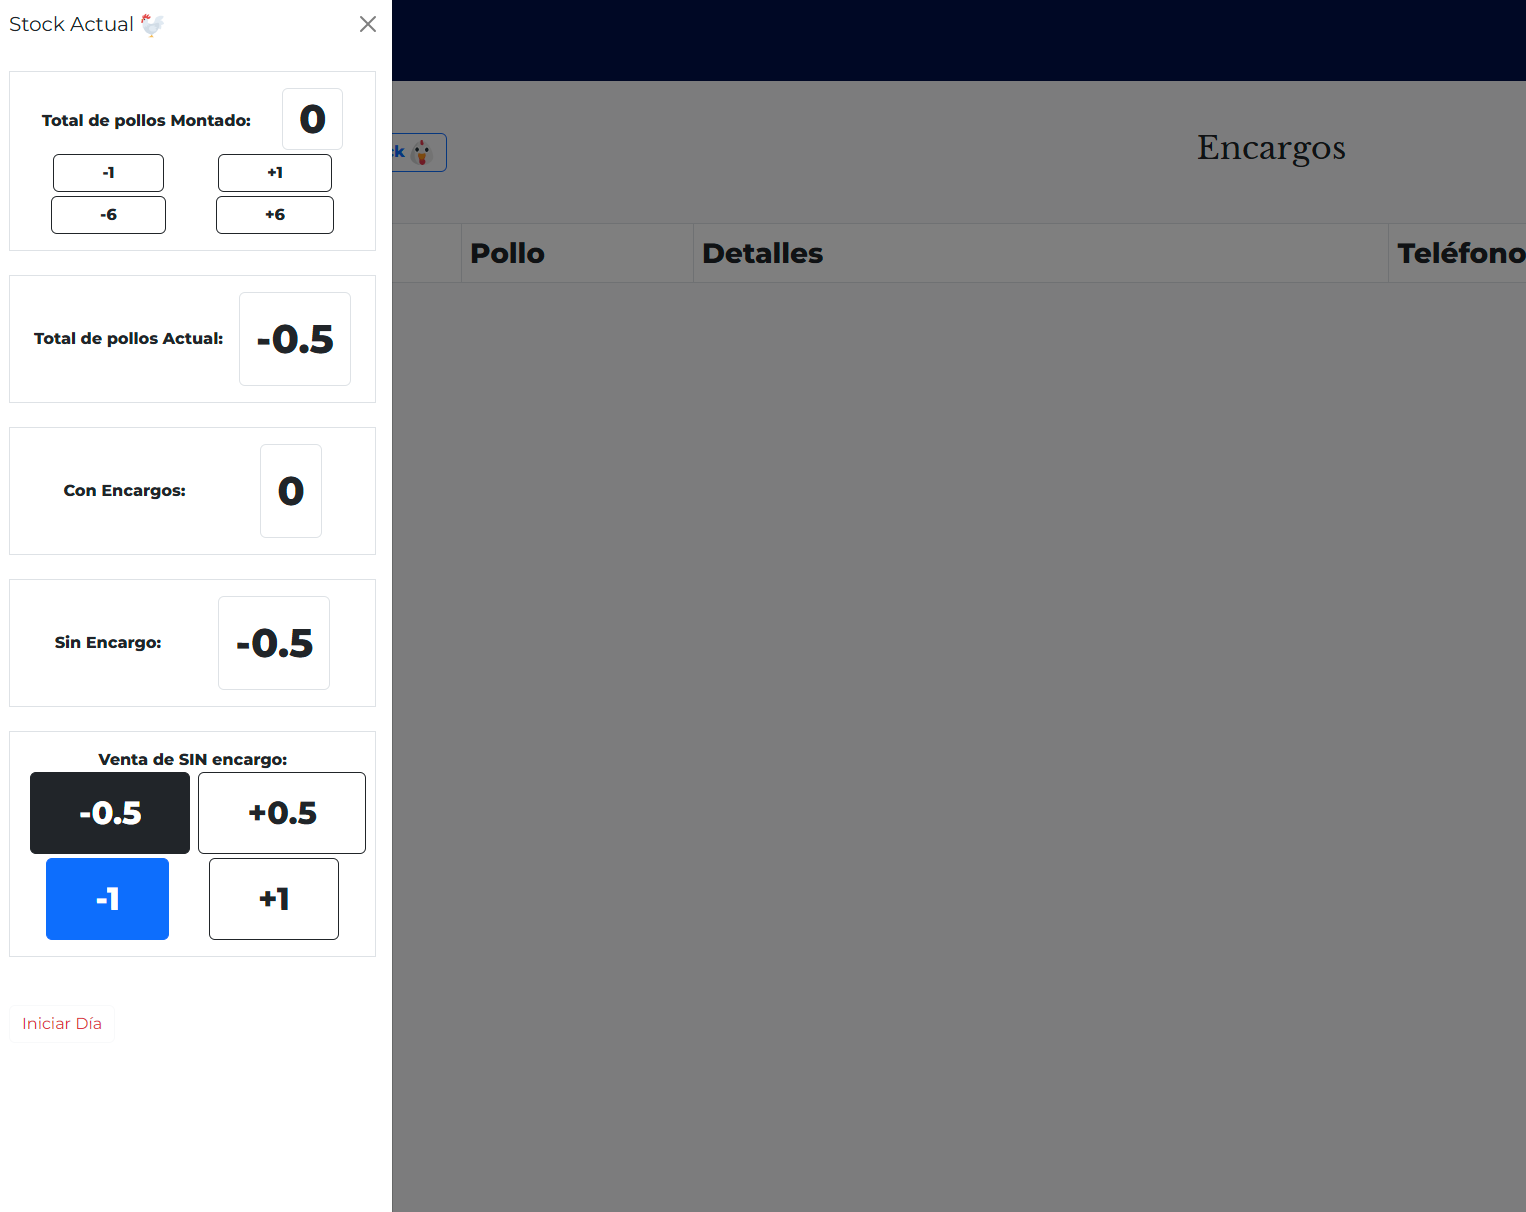 Stock Actual
Total de pollos Montado: 0
-1 +1
-6 +6
Total de pollos Actual: -0.5
Con Encargos: 0
Sin Encargo: -0.5
Venta de SIN encargo:
-0.5 +0.5
-1 +1
Iniciar Día
Encargos
Pollo Detalles Teléfono